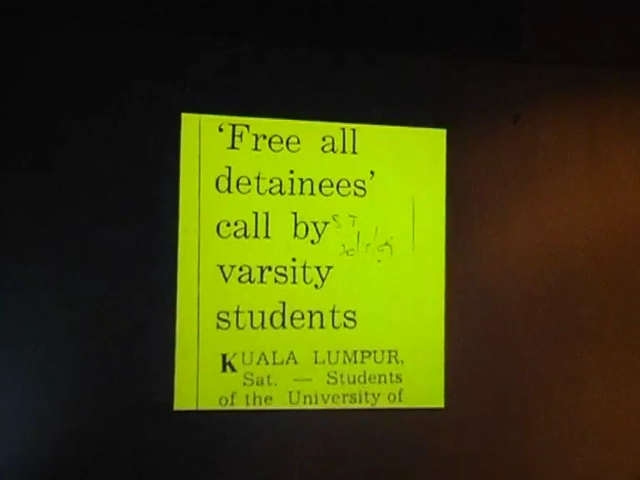 'Free all
detainees'
call by
varsity
students
KUALA LUMPUR,
Sat. — Students
of the University of